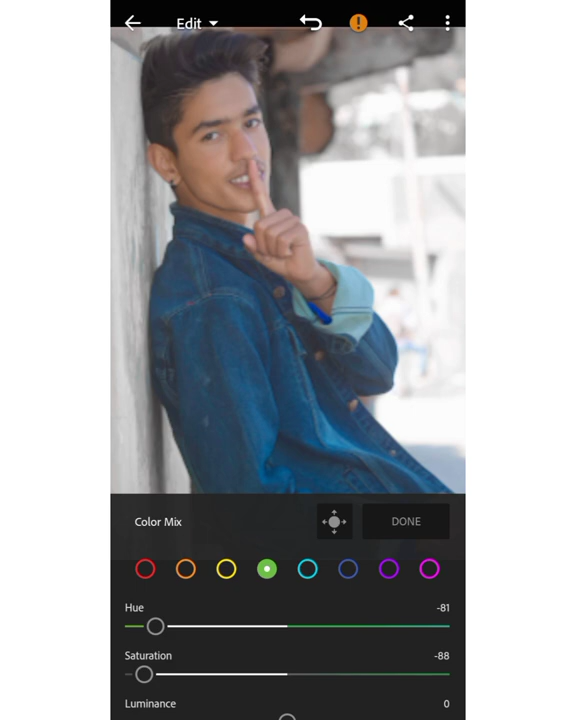 Edit
Color Mix
DONE
Hue
-81
Saturation
-88
Luminance
0